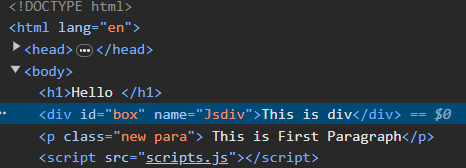 <!DOCTYPE html>
<html lang="en">
<head> ⋯ </head>
<body>
<h1>Hello </h1>
<div id="box" name="Jsdiv">This is div</div> == $0
<p class="new para"> This is First Paragraph</p>
<script src="scripts.js"></script>